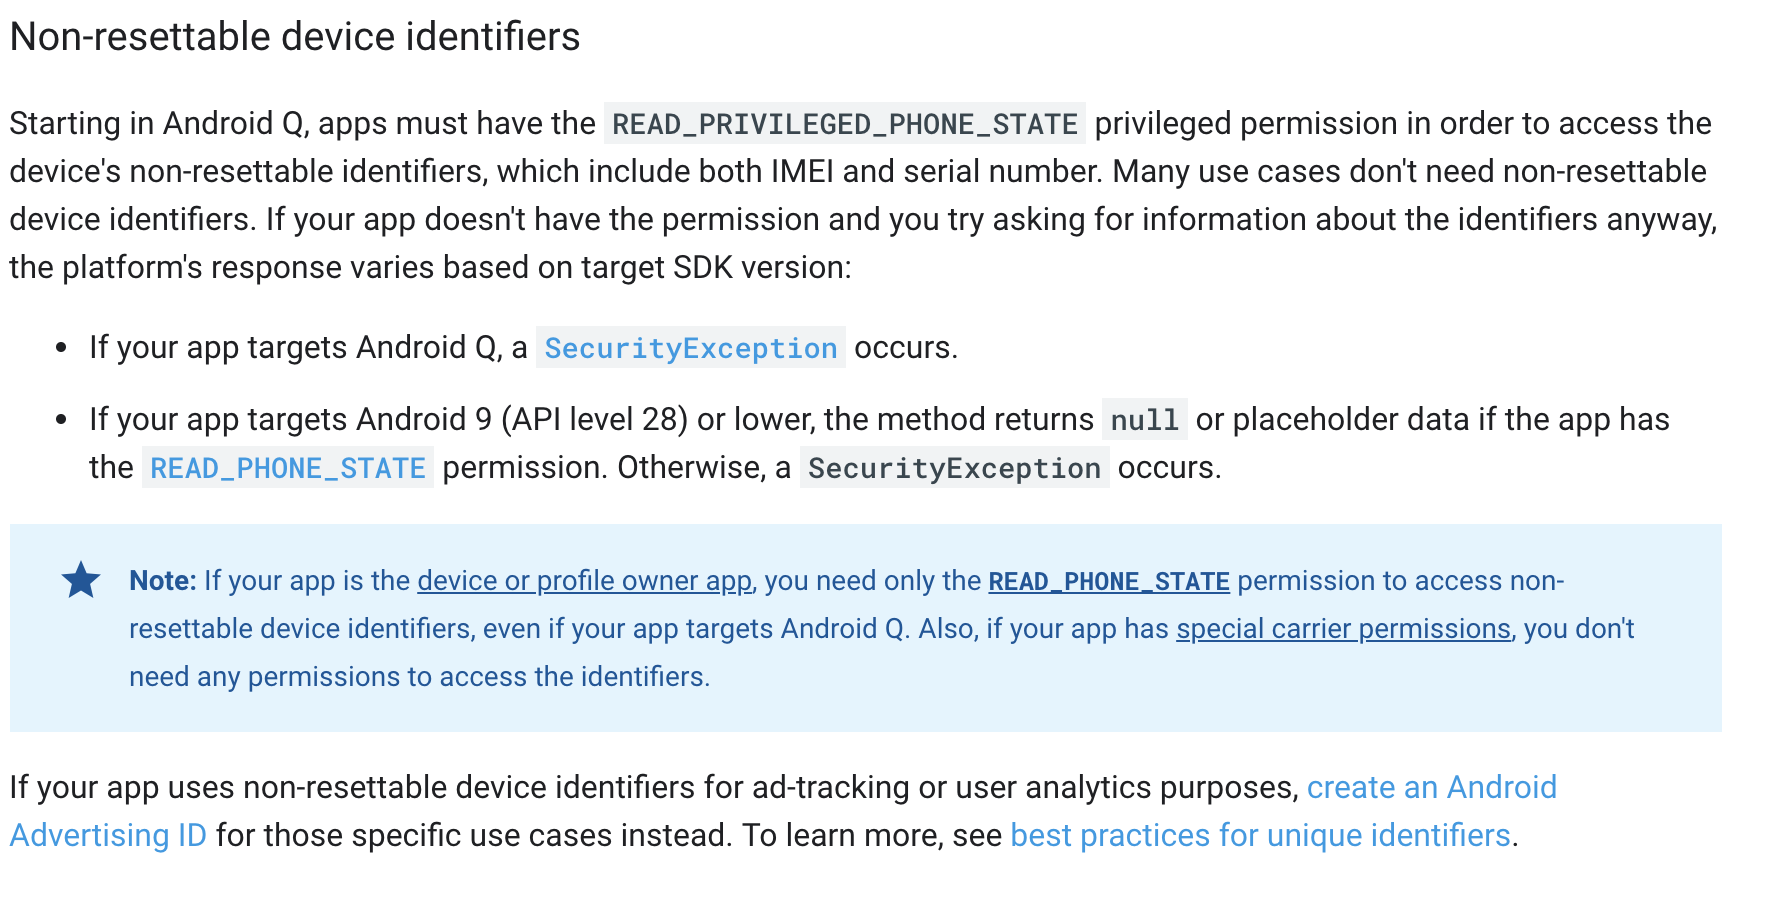 Non-resettable device identifiers
Starting in Android Q, apps must have the READ_PRIVILEGED_PHONE_STATE privileged permission in order to access the
device's non-resettable identifiers, which include both IMEI and serial number. Many use cases don't need non-resettable
device identifiers. If your app doesn't have the permission and you try asking for information about the identifiers anyway,
the platform's response varies based on target SDK version:
• If your app targets Android Q, a SecurityException occurs.
• If your app targets Android 9 (API level 28) or lower, the method returns null or placeholder data if the app has
the READ_PHONE_STATE permission. Otherwise, a SecurityException occurs.
Note: If your app is the device or profile owner app, you need only the READ_PHONE_STATE permission to access non-
resettable device identifiers, even if your app targets Android Q. Also, if your app has special carrier permissions, you don't
need any permissions to access the identifiers.
If your app uses non-resettable device identifiers for ad-tracking or user analytics purposes, create an Android
Advertising ID for those specific use cases instead. To learn more, see best practices for unique identifiers.